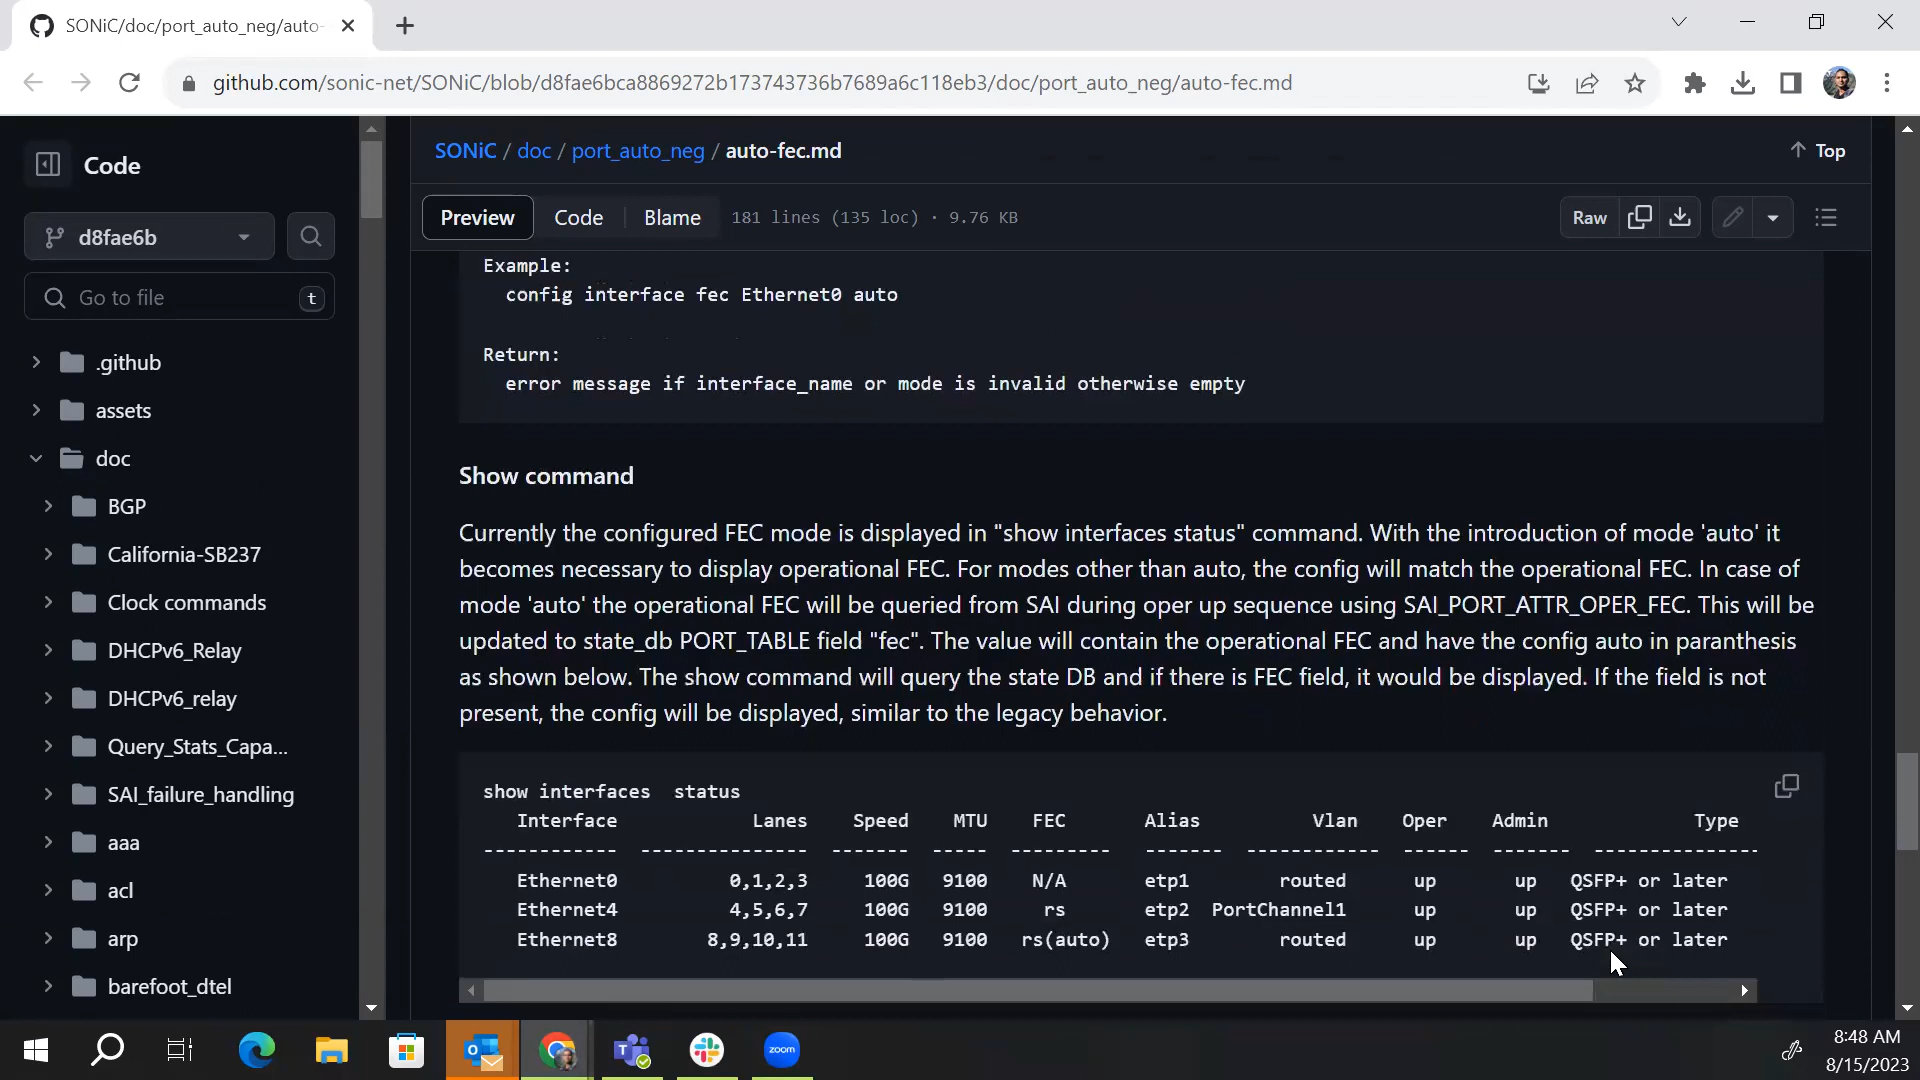 SONiC/doc/port_auto_neg/auto-
github.com/sonic-net/SONiC/blob/d8fae6bca8869272b173743736b7689a6c118eb3/doc/port_auto_neg/auto-fec.md
Code
d8fae6b
Go to file
t
.github
assets
doc
BGP
California-SB237
Clock commands
DHCPv6_Relay
DHCPv6_relay
Query_Stats_Capa...
SAI_failure_handling
aaa
acl
arp
barefoot_dtel
SONiC / doc / port_auto_neg / auto-fec.md
Top
Preview Code Blame 181 lines (135 loc) · 9.76 KB
Raw
Example:
config interface fec Ethernet0 auto
Return:
error message if interface_name or mode is invalid otherwise empty
Show command
Currently the configured FEC mode is displayed in "show interfaces status" command. With the introduction of mode 'auto' it
becomes necessary to display operational FEC. For modes other than auto, the config will match the operational FEC. In case of
mode 'auto' the operational FEC will be queried from SAI during oper up sequence using SAI_PORT_ATTR_OPER_FEC. This will be
updated to state_db PORT_TABLE field "fec". The value will contain the operational FEC and have the config auto in paranthesis
as shown below. The show command will query the state DB and if there is FEC field, it would be displayed. If the field is not
present, the config will be displayed, similar to the legacy behavior.
show interfaces status
Interface Lanes Speed MTU FEC Alias Vlan Oper Admin Type
------------ --------------- ------- ----- --------- ------- ------------ ------ ------- ---------------
Ethernet0 0,1,2,3 100G 9100 N/A etp1 routed up up QSFP+ or later
Ethernet4 4,5,6,7 100G 9100 rs etp2 PortChannel1 up up QSFP+ or later
Ethernet8 8,9,10,11 100G 9100 rs(auto) etp3 routed up up QSFP+ or later
zoom
8:48 AM
8/15/2023